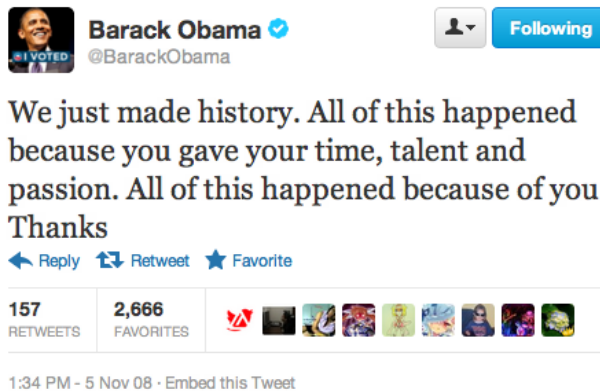 Barack Obama
@BarackObama
Following
I VOTED
We just made history. All of this happened
because you gave your time, talent and
passion. All of this happened because of you
Thanks
Reply Retweet Favorite
157 2,666
RETWEETS FAVORITES
1:34 PM - 5 Nov 08 · Embed this Tweet